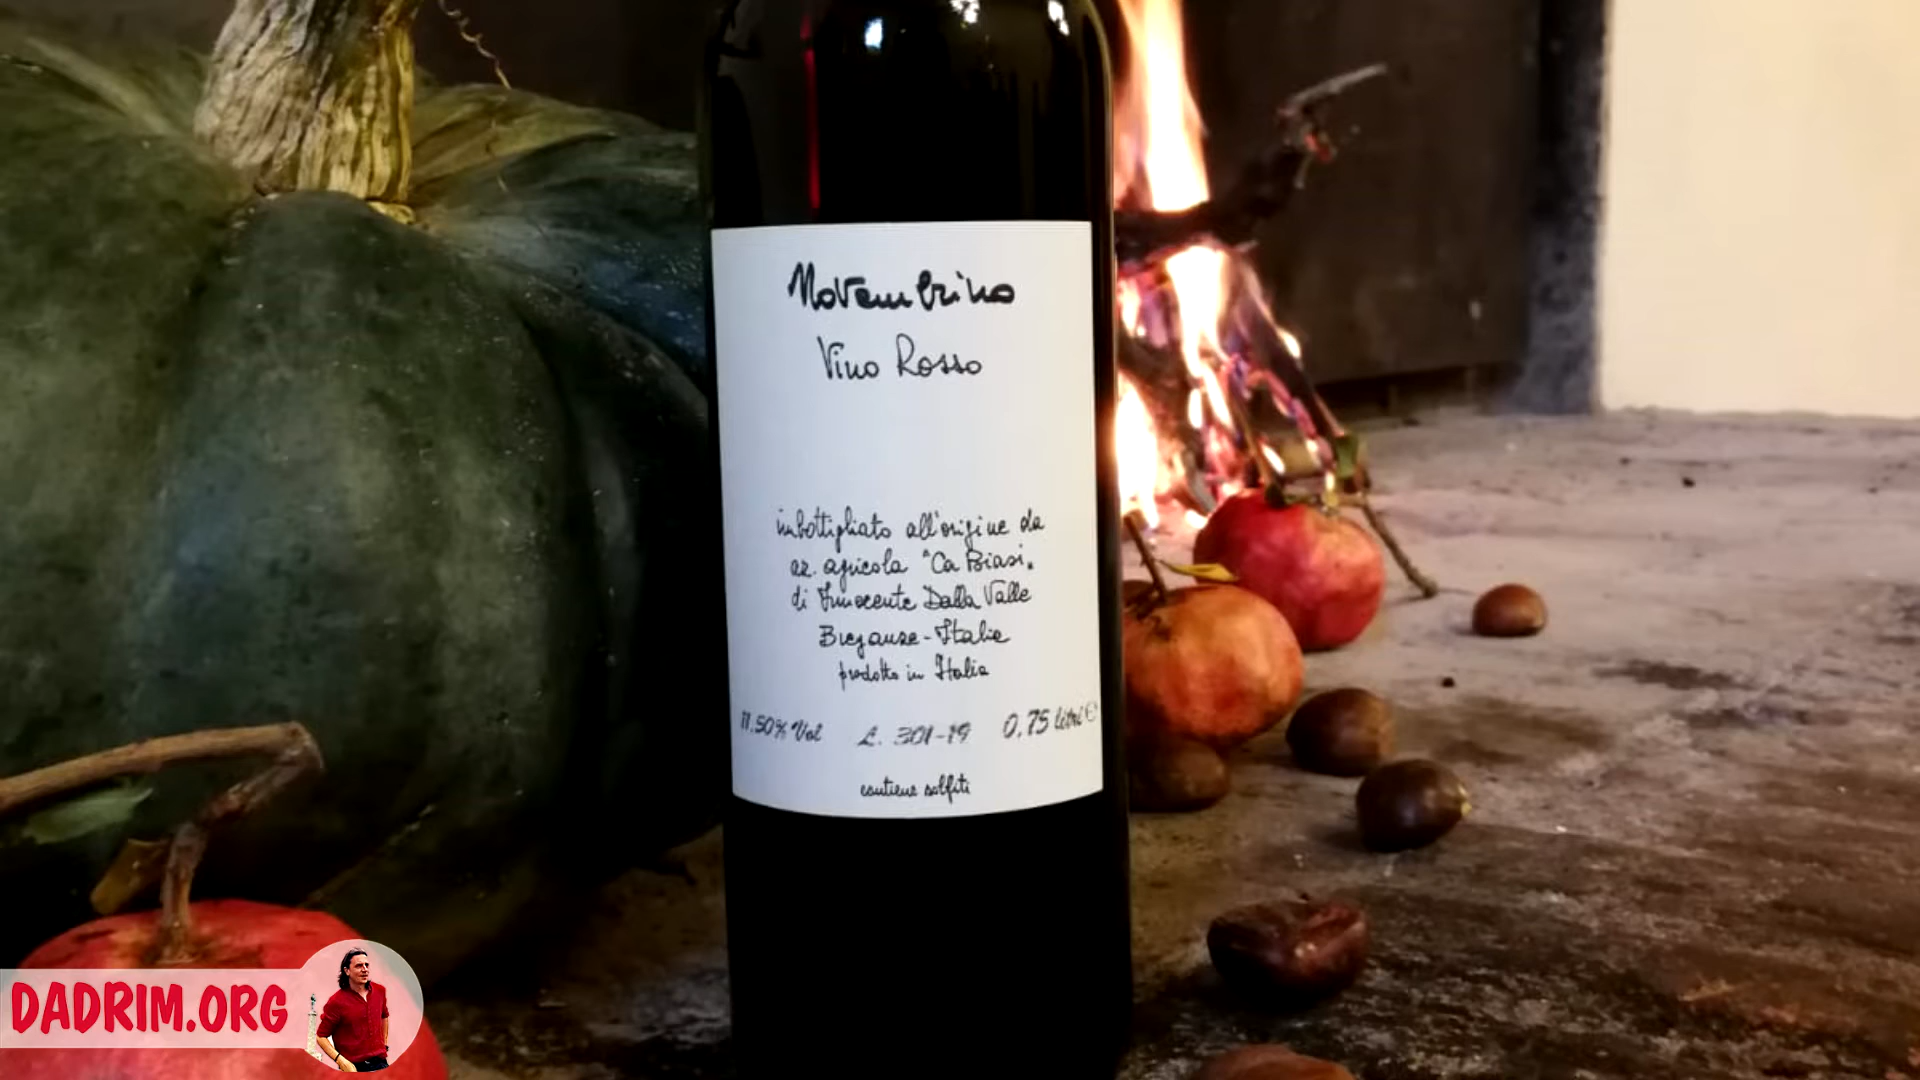 Novembrino
Vino Rosso
imbottigliato all'origine da
az. agricola "Ca Biasi"
di Innocente Dalla Valle
Breganze - Italia
prodotto in Italia
11.50% Vol L. 301-19 0,75 litri e
contiene solfiti
DADRIM.ORG